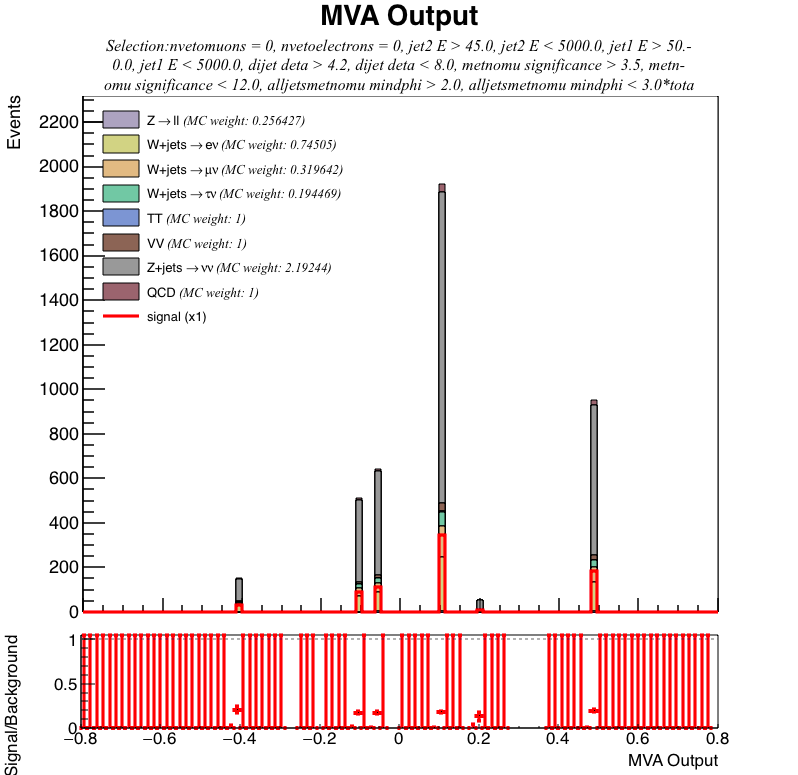 MVA Output
Selection:nvetomuons = 0, nvetoelectrons = 0, jet2 E > 45.0, jet2 E < 5000.0, jet1 E > 50.-
0.0, jet1 E < 5000.0, dijet deta > 4.2, dijet deta < 8.0, metnomu significance > 3.5, metn-
omu significance < 12.0, alljetsmetnomu mindphi > 2.0, alljetsmetnomu mindphi < 3.0*tota
Events
2200
2000
1800
1600
1400
1200
1000
800
600
400
200
0
Z→ll (MC weight: 0.256427)
W+jets→eν (MC weight: 0.74505)
W+jets→μν (MC weight: 0.319642)
W+jets→τν (MC weight: 0.194469)
TT (MC weight: 1)
VV (MC weight: 1)
Z+jets→νν (MC weight: 2.19244)
QCD (MC weight: 1)
signal (x1)
Signal/Background
1
0.5
0
−0.8 −0.6 −0.4 −0.2 0 0.2 0.4 0.6 0.8
MVA Output